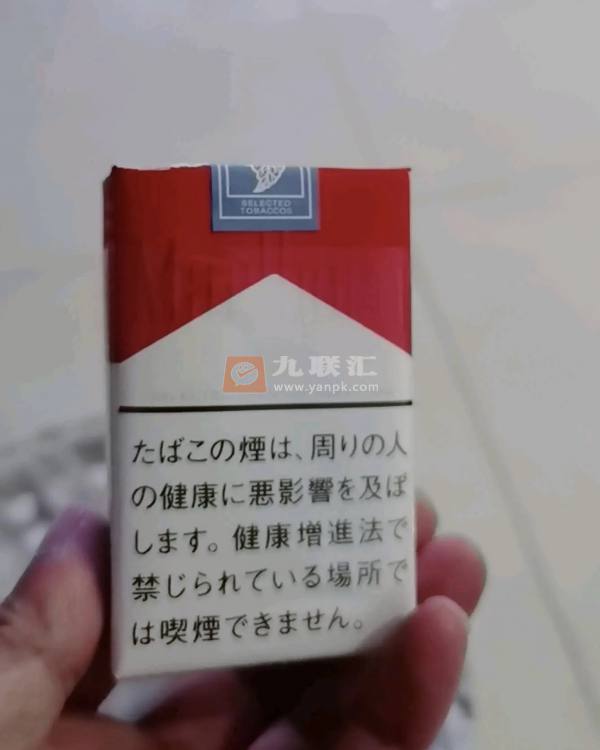 SELECTED
TOBACCOS
九联汇
www.yanpk.com
たばこの煙は、周りの人
の健康に悪影響を及ぼ
します。健康増進法で
禁じられている場所で
は喫煙できません。